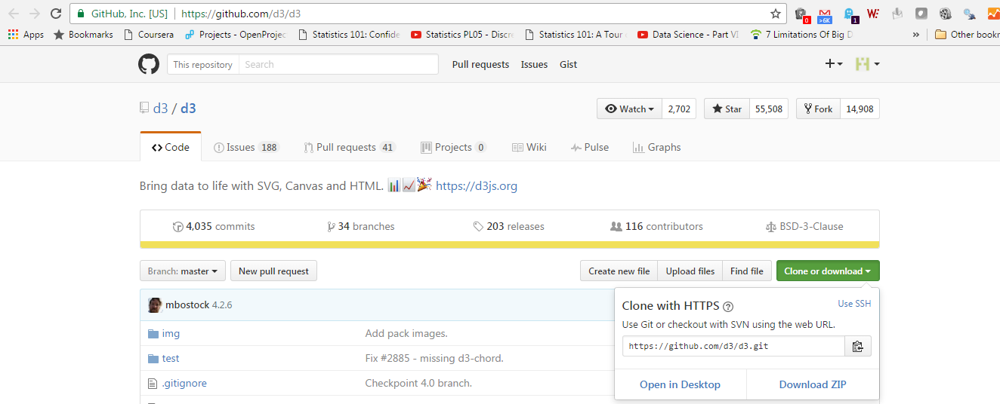 GitHub, Inc. [US] https://github.com/d3/d3
0 >6K 1
Apps Bookmarks Coursera Projects - OpenProjec Statistics 101: Confide Statistics PL05 - Discre Statistics 101: A Tour Data Science - Part VI 7 Limitations Of Big D » Other bookm
This repository Search Pull requests Issues Gist
d3 / d3 Watch 2,702 Star 55,508 Fork 14,908
Code Issues 188 Pull requests 41 Projects 0 Wiki Pulse Graphs
Bring data to life with SVG, Canvas and HTML. 📊📈🎉 https://d3js.org
4,035 commits 34 branches 203 releases 116 contributors BSD-3-Clause
Branch: master New pull request Create new file Upload files Find file Clone or download
mbostock 4.2.6
Clone with HTTPS Use SSH
Use Git or checkout with SVN using the web URL.
https://github.com/d3/d3.git
Open in Desktop Download ZIP
img Add pack images.
test Fix #2885 - missing d3-chord.
.gitignore Checkpoint 4.0 branch.